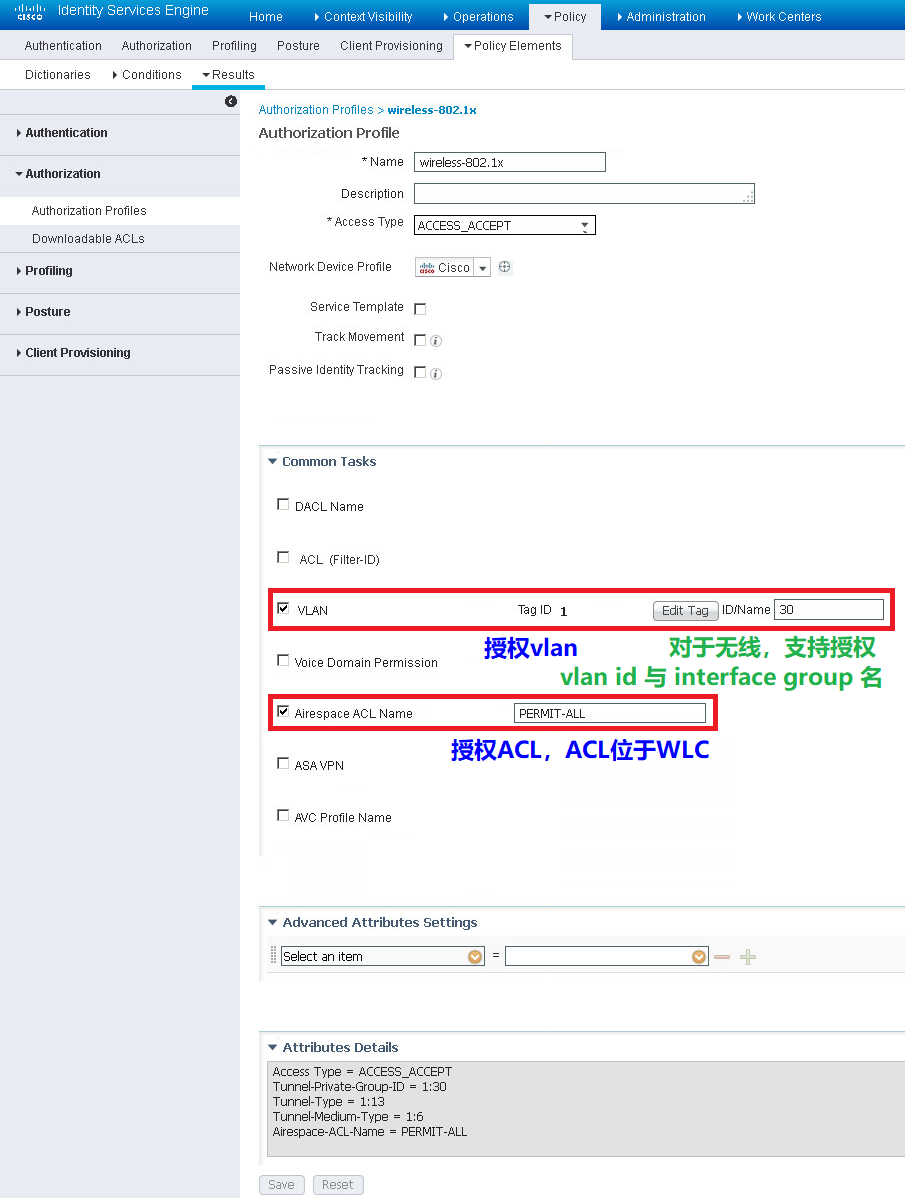 cisco Identity Services Engine Home Context Visibility Operations Policy Administration Work Centers
Authentication Authorization Profiling Posture Client Provisioning Policy Elements
Dictionaries Conditions Results
Authentication
Authorization
Authorization Profiles
Downloadable ACLs
Profiling
Posture
Client Provisioning
Authorization Profiles > wireless-802.1x
Authorization Profile
* Name wireless-802.1x
Description
* Access Type ACCESS_ACCEPT
Network Device Profile cisco Cisco
Service Template
Track Movement i
Passive Identity Tracking i
Common Tasks
DACL Name
ACL (Filter-ID)
VLAN Tag ID 1 Edit Tag ID/Name 30
授权vlan 对于无线，支持授权
vlan id 与 interface group 名
Voice Domain Permission
Airespace ACL Name PERMIT-ALL
授权ACL，ACL位于WLC
ASA VPN
AVC Profile Name
Advanced Attributes Settings
Select an item =
Attributes Details
Access Type = ACCESS_ACCEPT
Tunnel-Private-Group-ID = 1:30
Tunnel-Type = 1:13
Tunnel-Medium-Type = 1:6
Airespace-ACL-Name = PERMIT-ALL
Save Reset